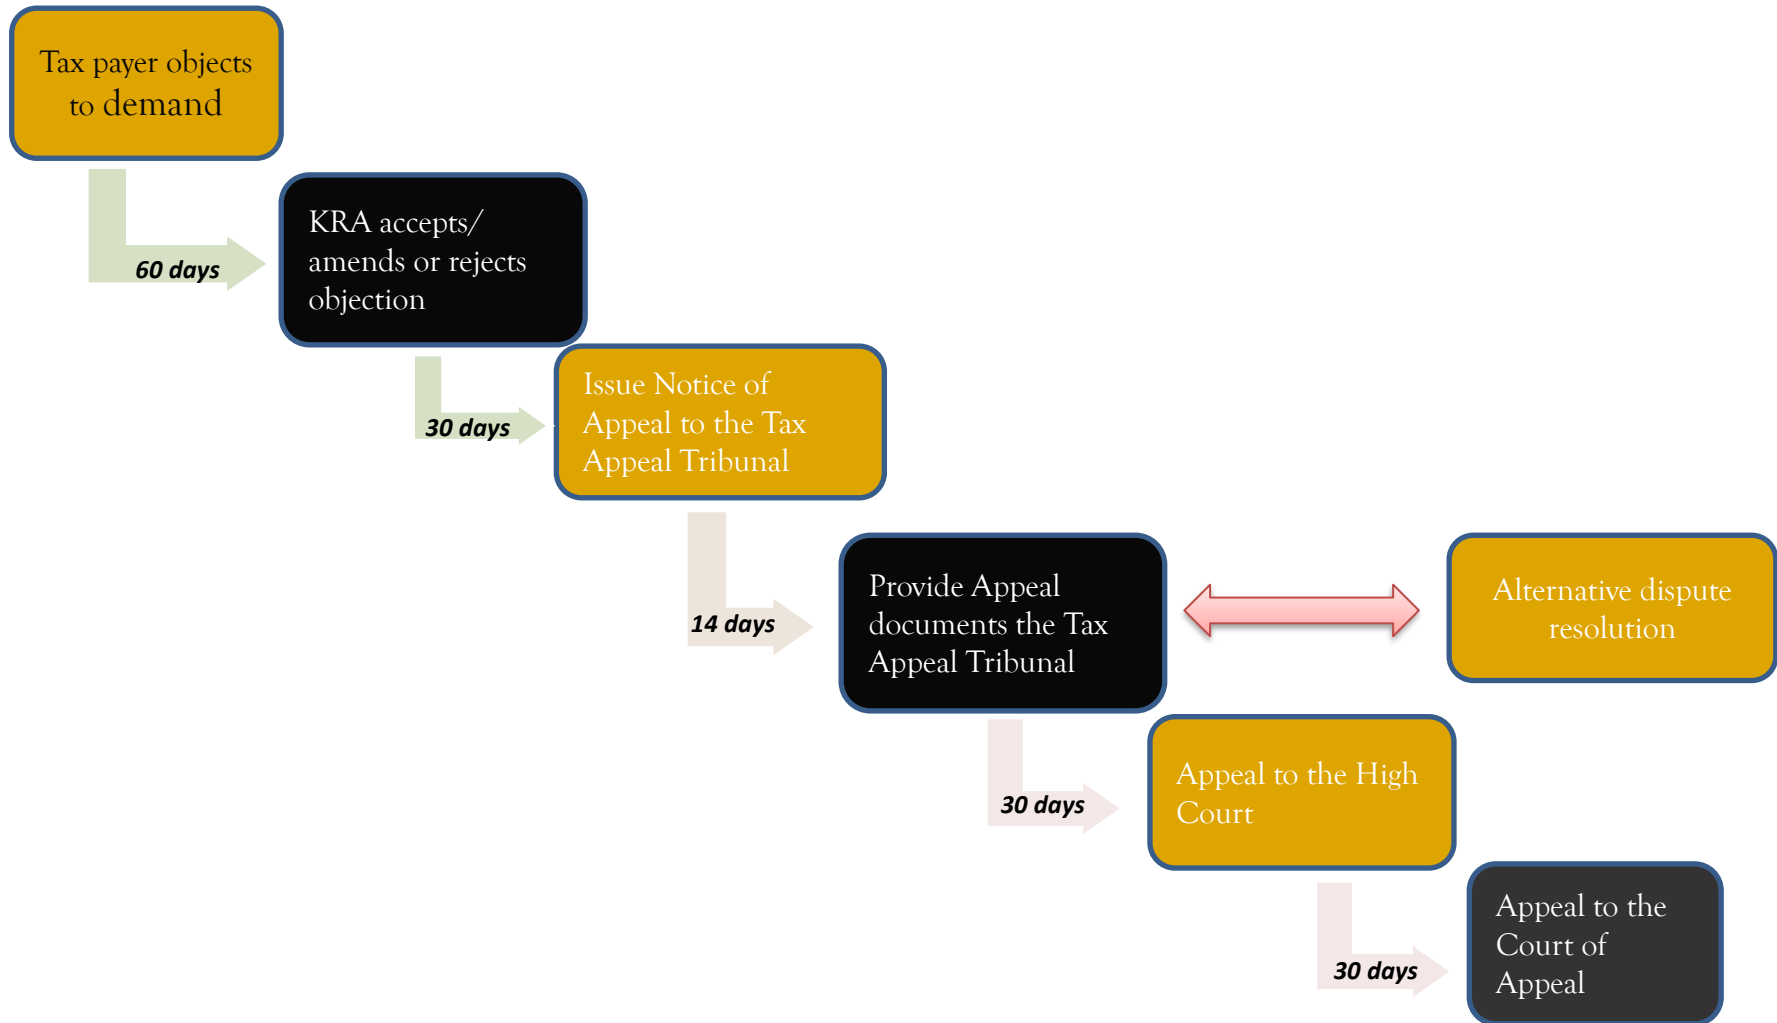 Tax payer objects
to demand
60 days
KRA accepts/
amends or rejects
objection
30 days
Issue Notice of
Appeal to the Tax
Appeal Tribunal
14 days
Provide Appeal
documents the Tax
Appeal Tribunal
Alternative dispute
resolution
30 days
Appeal to the High
Court
30 days
Appeal to the
Court of
Appeal